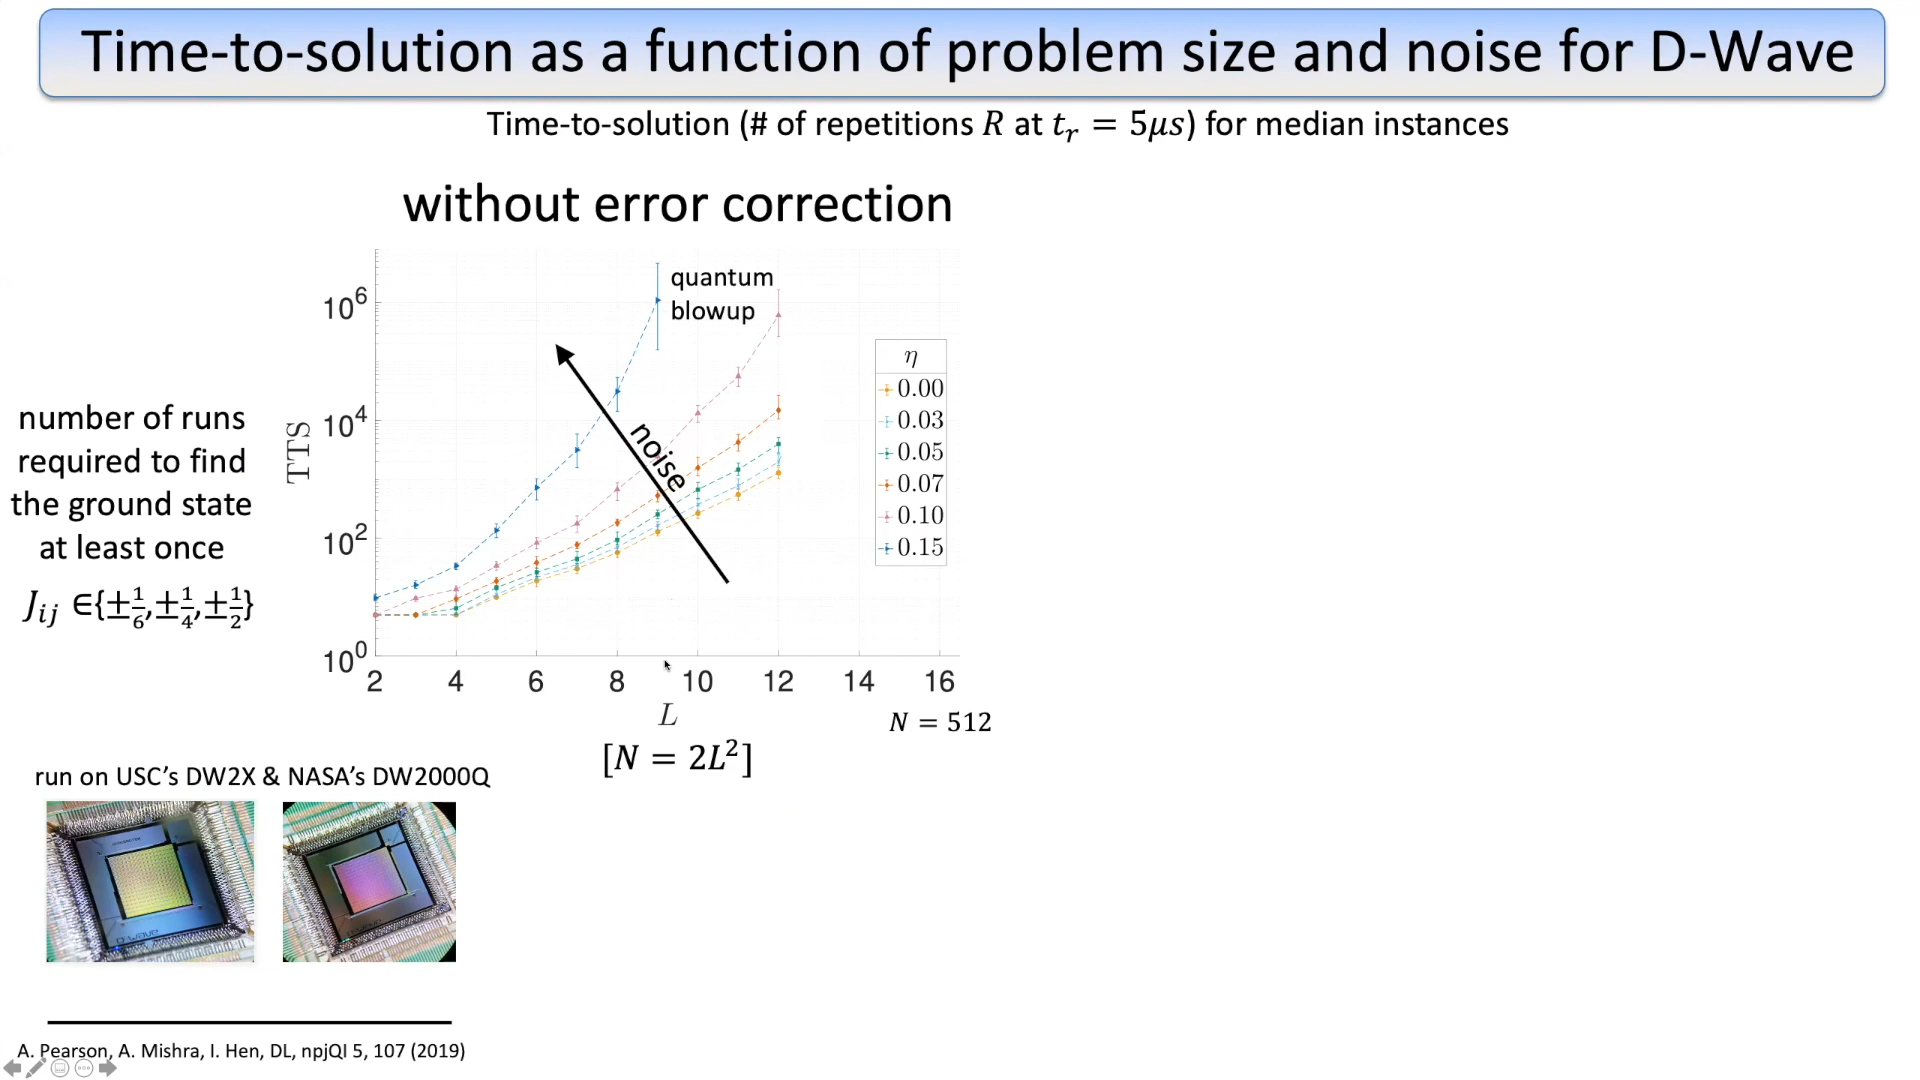 Time-to-solution as a function of problem size and noise for D-Wave
Time-to-solution (# of repetitions R at t_r = 5μs) for median instances
without error correction
quantum
blowup
noise
10^6
10^4
10^2
10^0
TTS
2 4 6 8 10 12 14 16
L
N = 512
[N = 2L²]
η
0.00
0.03
0.05
0.07
0.10
0.15
number of runs
required to find
the ground state
at least once
J_ij ∈{±1/6,±1/4,±1/2}
run on USC's DW2X & NASA's DW2000Q
A. Pearson, A. Mishra, I. Hen, DL, npjQI 5, 107 (2019)